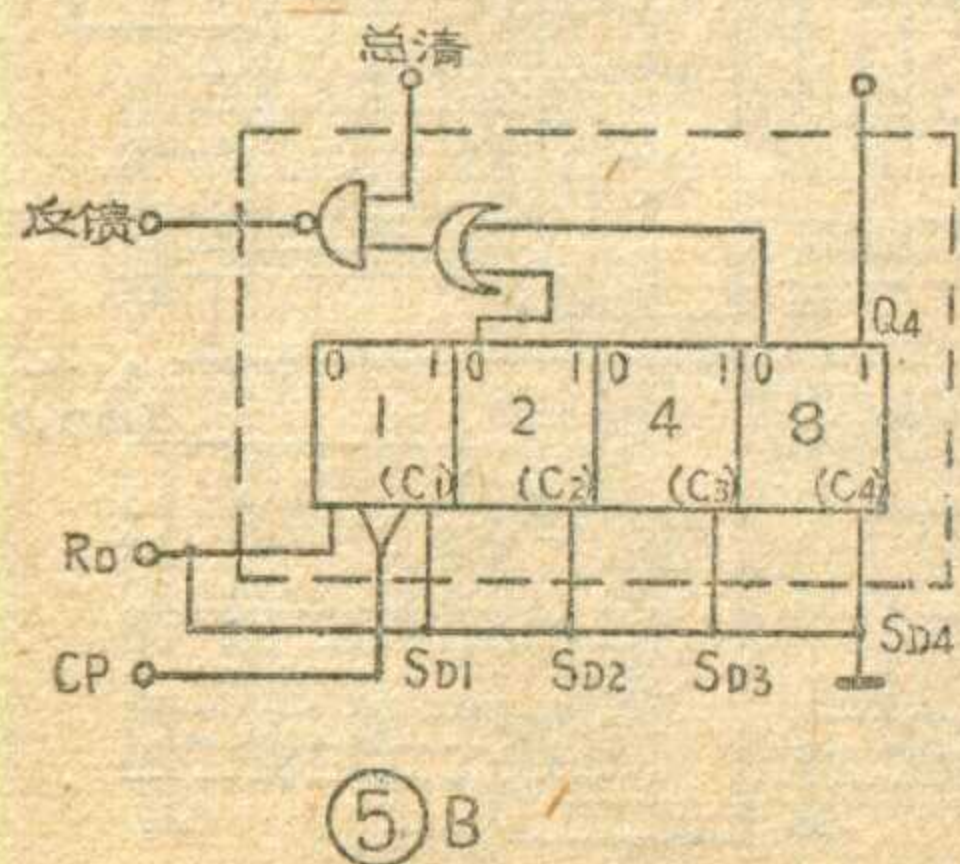 总清
反馈
Q4
0 1 0 1 0 1 0 1
1 2 4 8
(C1) (C2) (C3) (C4)
RD
SD4
CP SD1 SD2 SD3
⑤ B